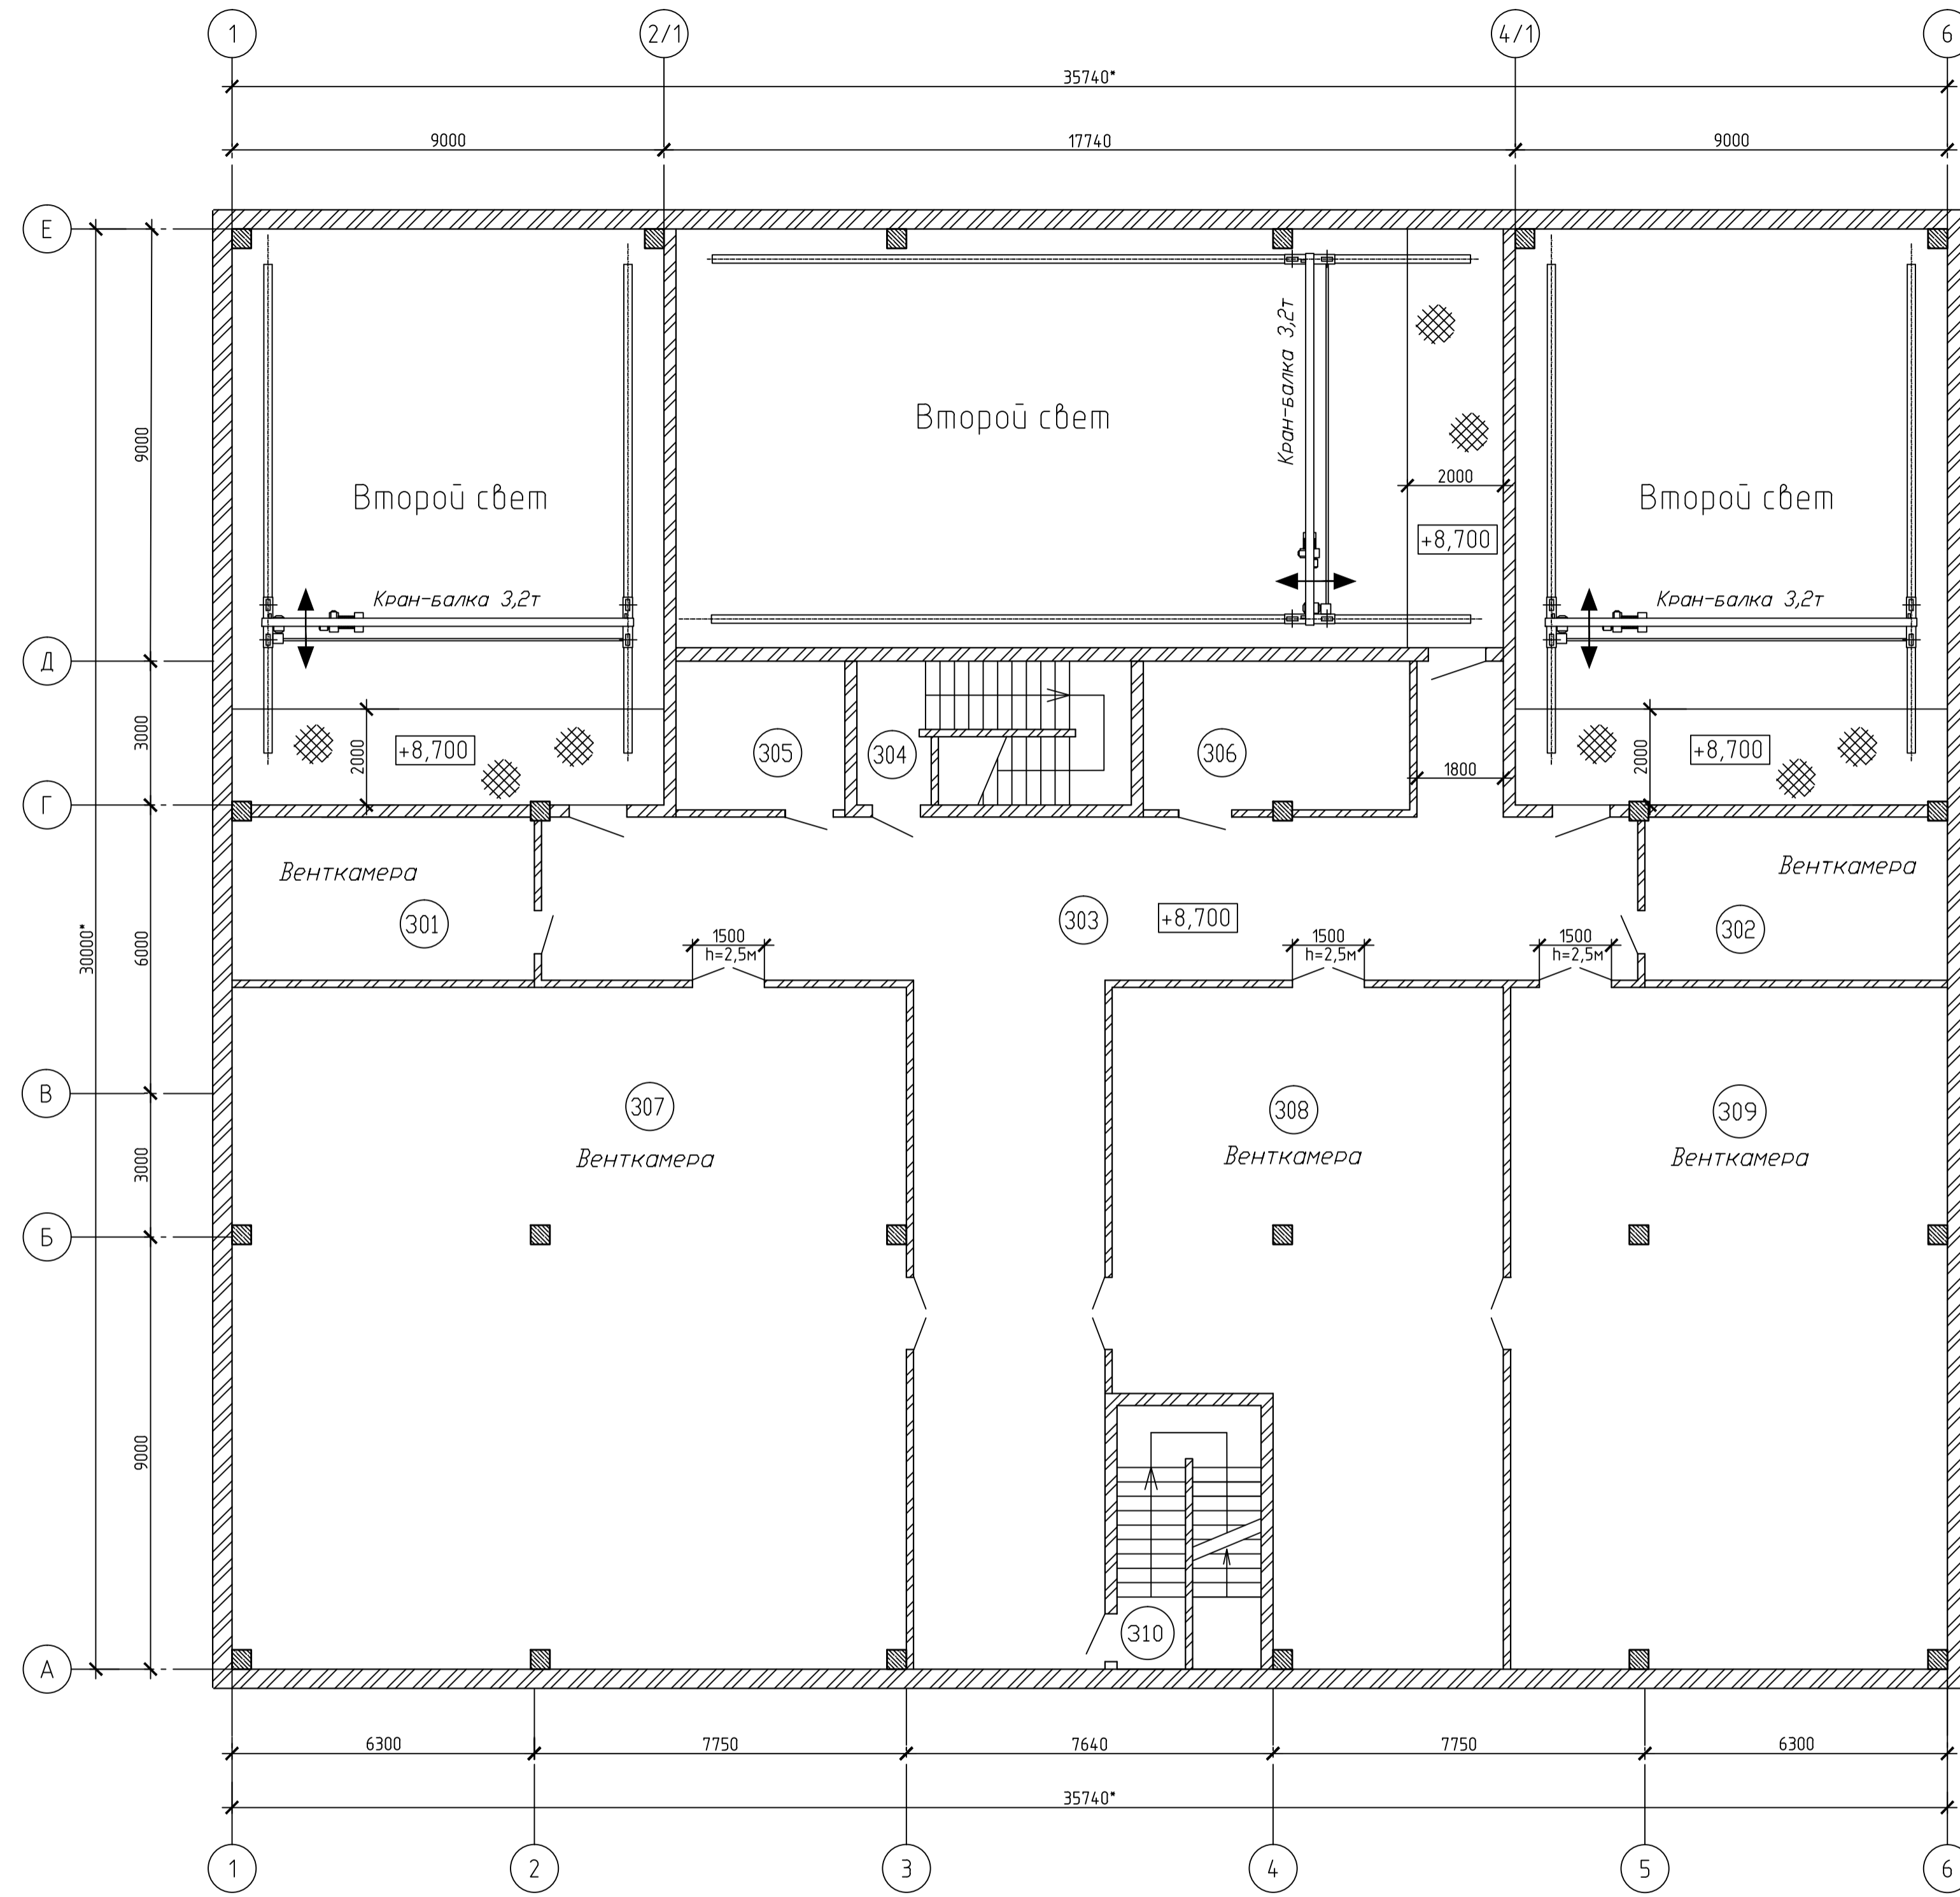 1
2/1
4/1
6
35740*
9000
17740
9000
Е
Второй свет
Кран-балка 3,2т
9000
2000
Второй свет
Второй свет
+8,700
Кран-балка 3,2т
Кран-балка 3,2т
Д
3000
2000
+8,700
305
304
306
1800
2000
+8,700
Г
Венткамера
301
303
+8,700
Венткамера
302
30000*
6000
1500
h=2,5м
1500
h=2,5м
1500
h=2,5м
В
307
Венткамера
308
Венткамера
309
Венткамера
3000
Б
9000
310
А
6300
7750
7640
7750
6300
35740*
1
2
3
4
5
6